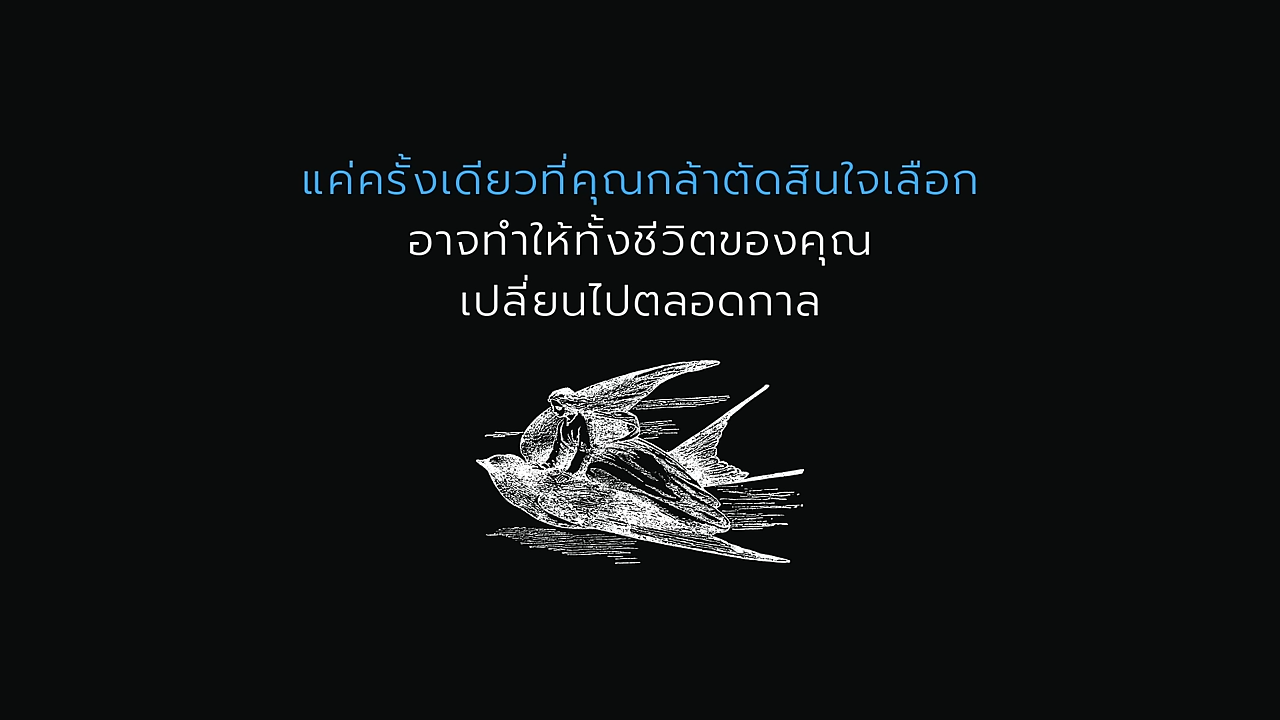 แค่ครั้งเดียวที่คุณกล้าตัดสินใจเลือก
อาจทำให้ทั้งชีวิตของคุณ
เปลี่ยนไปตลอดกาล